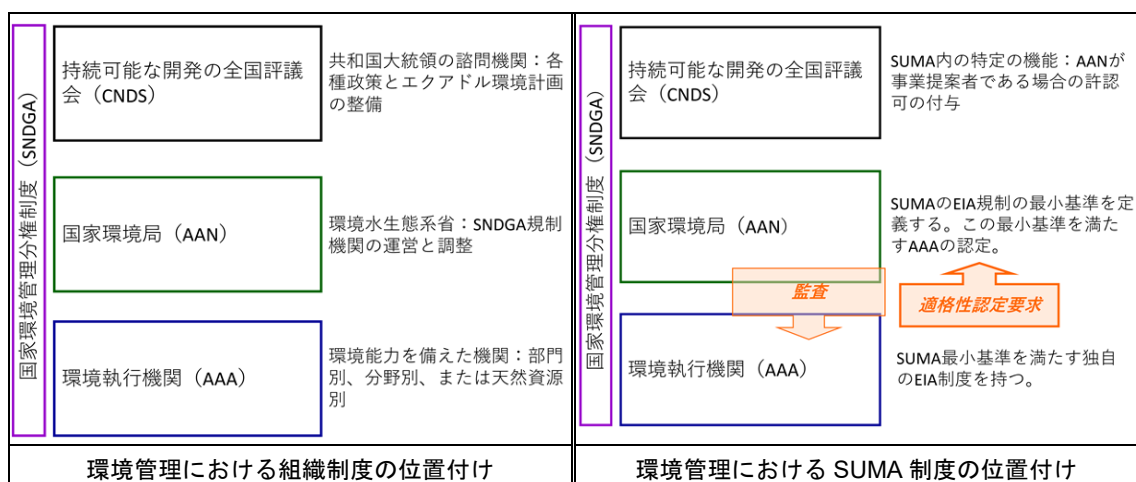 国家環境管理分権制度（SNDGA）
持続可能な開発の全国評議
会（CNDS）
共和国大統領の諮問機関：各
種政策とエクアドル環境計画
の整備
国家環境局（AAN）
環境水生態系省：SNDGA規制
機関の運営と調整
環境執行機関（AAA）
環境能力を備えた機関：部門
別、分野別、または天然資源
別
環境管理における組織制度の位置付け
国家環境管理分権制度（SNDGA）
持続可能な開発の全国評議
会（CNDS）
SUMA内の特定の機能：AANが
事業提案者である場合の許認
可の付与
国家環境局（AAN）
SUMAのEIA規制の最小基準を定
義する。この最小基準を満た
すAAAの認定。
監査
適格性認定要求
環境執行機関（AAA）
SUMA最小基準を満たす独自
のEIA制度を持つ。
環境管理における SUMA 制度の位置付け